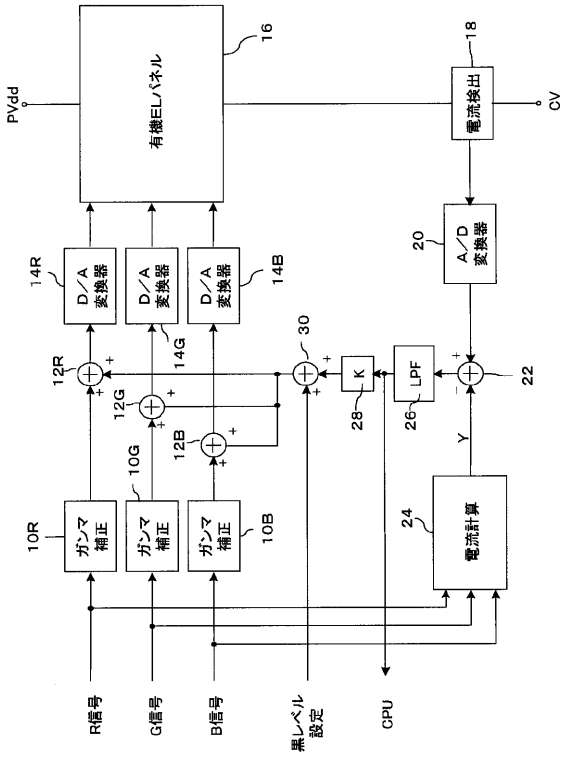 PVdd
16
有機ELパネル
18
電流検出
CV
14R
D/A
変換器
D/A
変換器
14G
D/A
変換器
14B
20
A/D
変換器
12R
+
+
12G
+
+
12B
+
+
30
+
+
28
K
26
LPF
+
−
22
Y
10R
ガンマ
補正
10G
ガンマ
補正
10B
ガンマ
補正
24
電流計算
R信号
G信号
B信号
黒レベル
設定
CPU